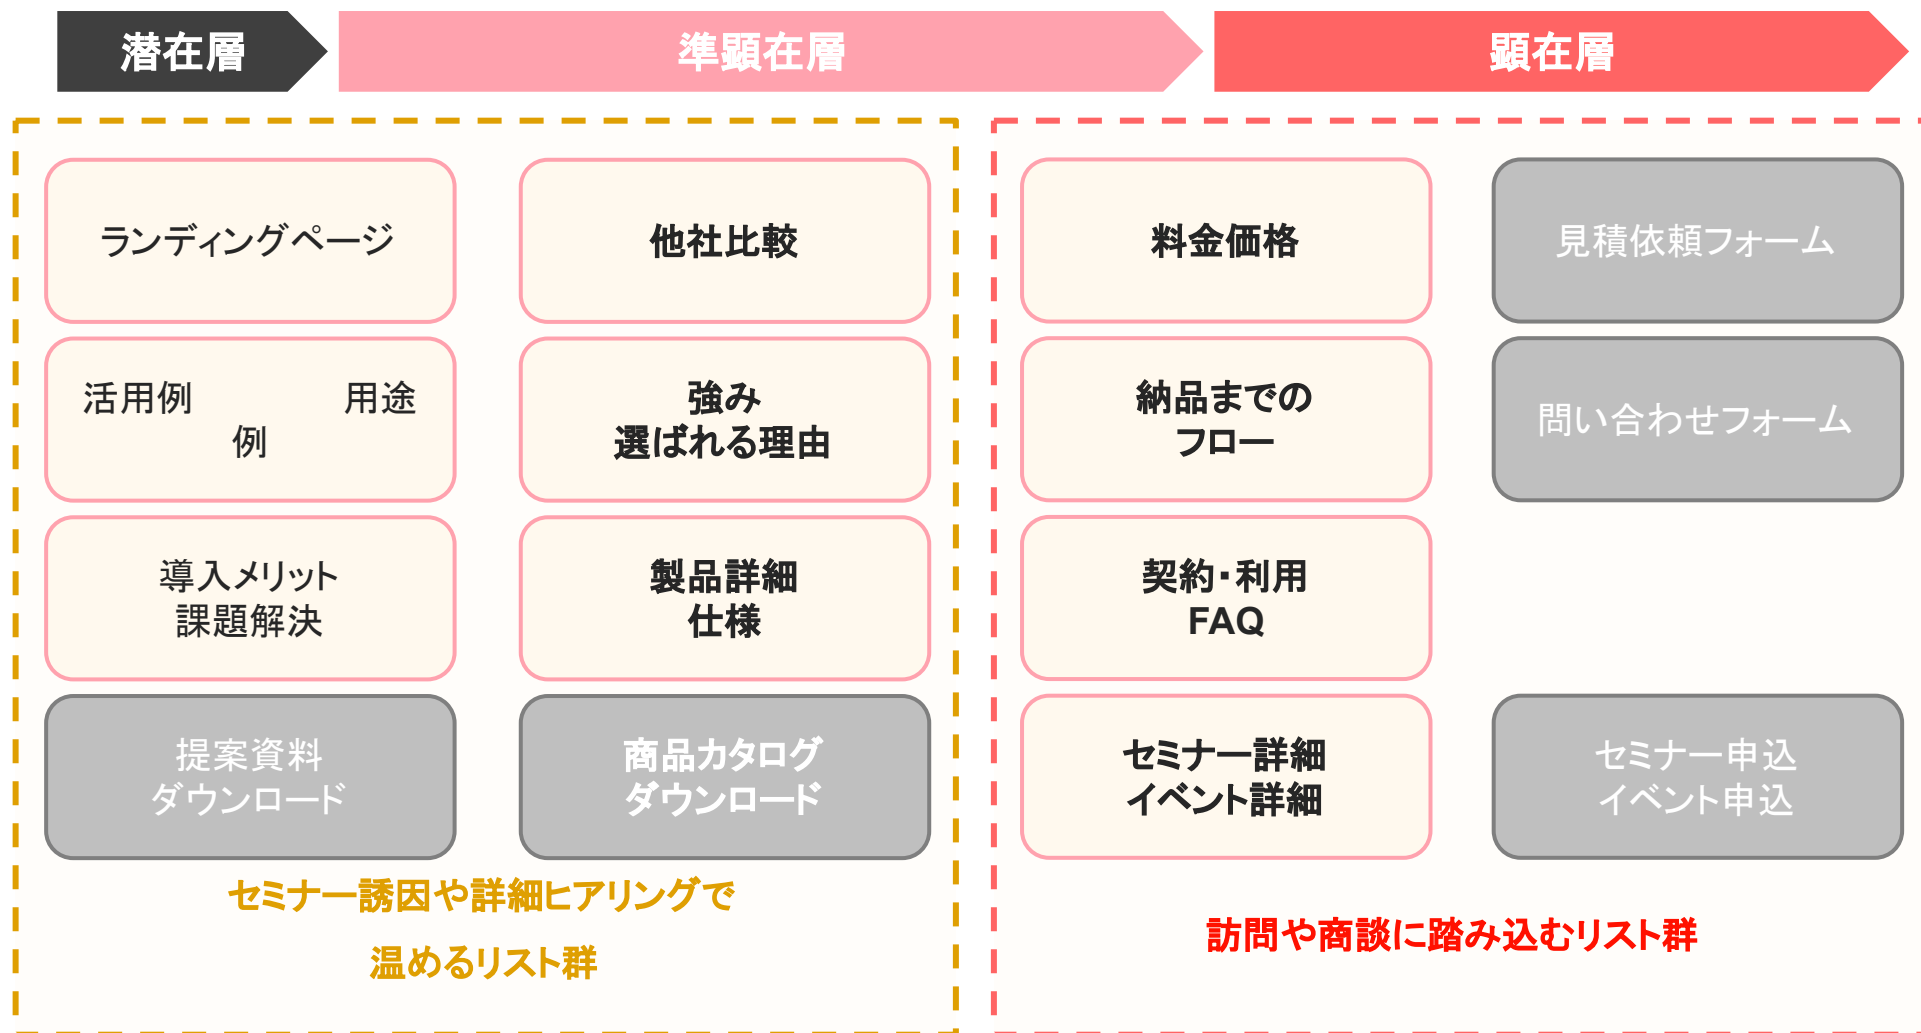 潜在層
準顕在層
顕在層
ランディングページ
他社比較
料金価格
見積依頼フォーム
活用例　　　　用途
例
強み
選ばれる理由
納品までの
フロー
問い合わせフォーム
導入メリット
課題解決
製品詳細
仕様
契約・利用
FAQ
提案資料
ダウンロード
商品カタログ
ダウンロード
セミナー詳細
イベント詳細
セミナー申込
イベント申込
セミナー誘因や詳細ヒアリングで
温めるリスト群
訪問や商談に踏み込むリスト群